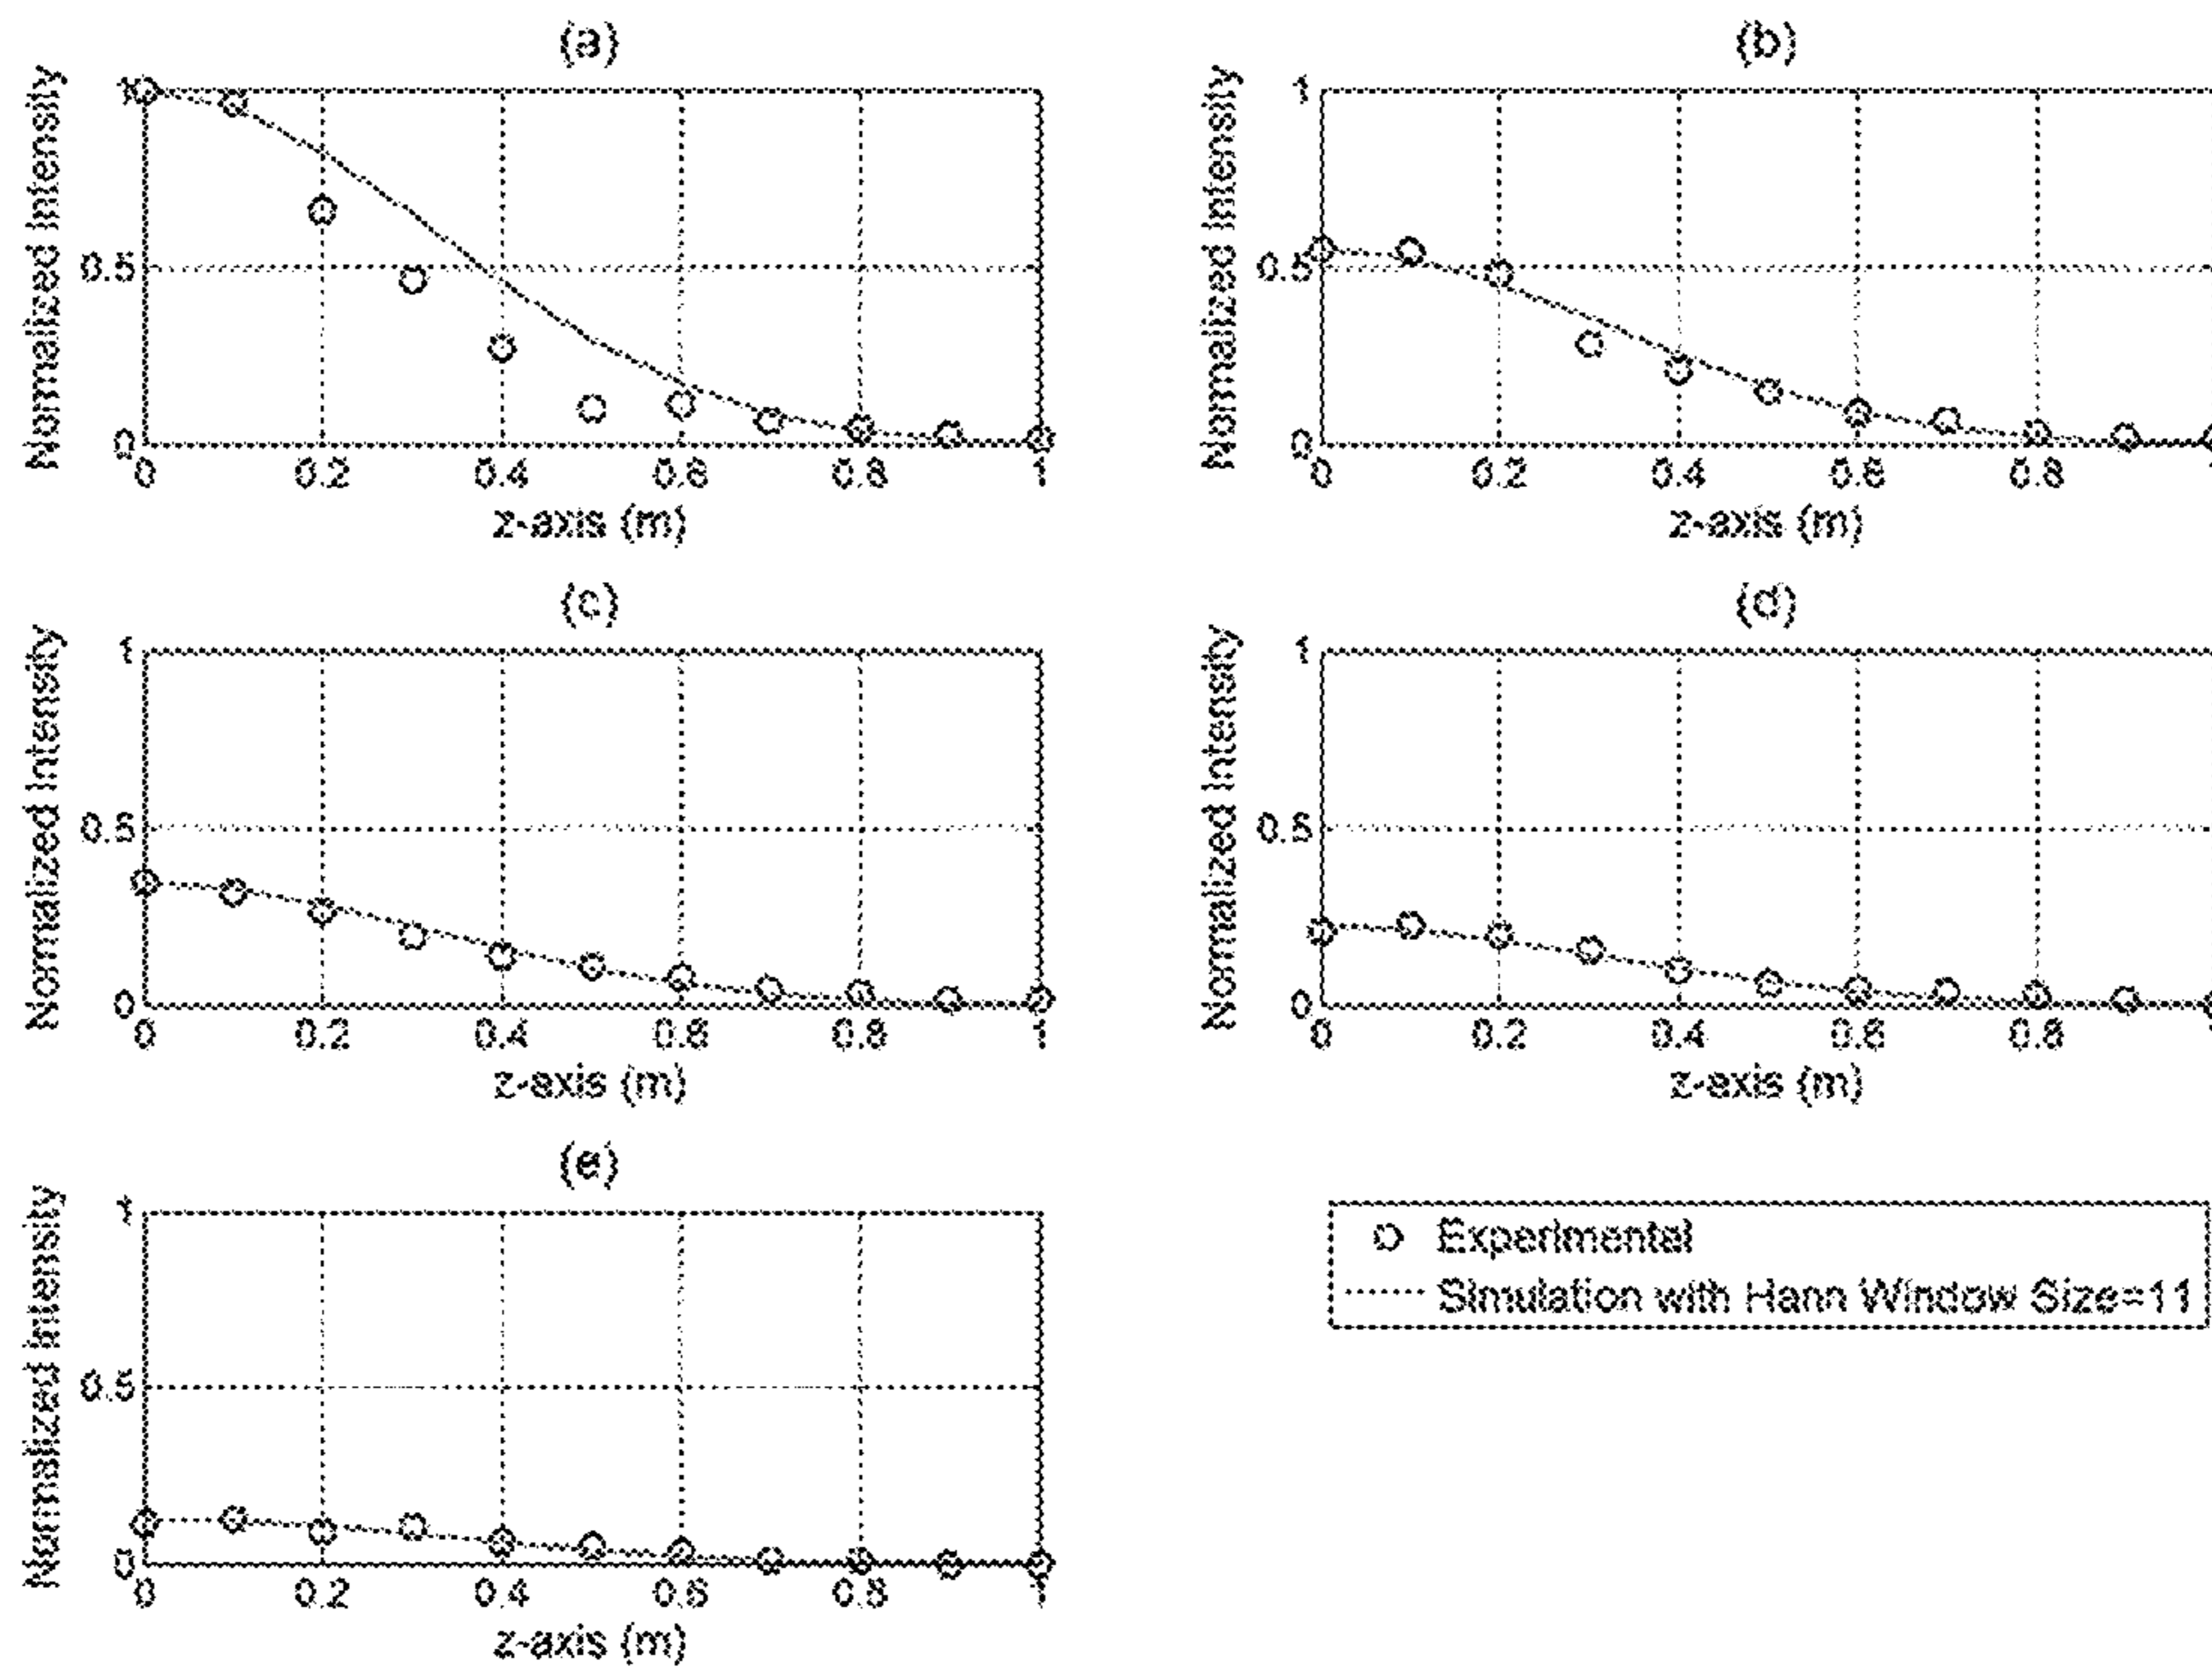 (a)
Normalized Intensity
1
0.5
0
0 0.2 0.4 0.6 0.8 1
z-axis (m)
(b)
Normalized Intensity
1
0.5
0
0 0.2 0.4 0.6 0.8
z-axis (m)
(c)
Normalized Intensity
1
0.5
0
0 0.2 0.4 0.6 0.8 1
z-axis (m)
(d)
Normalized Intensity
1
0.5
0
0 0.2 0.4 0.6 0.8
z-axis (m)
(e)
Normalized Intensity
1
0.5
0
0 0.2 0.4 0.6 0.8 1
z-axis (m)
Experimental
Simulation with Hann Window Size=11